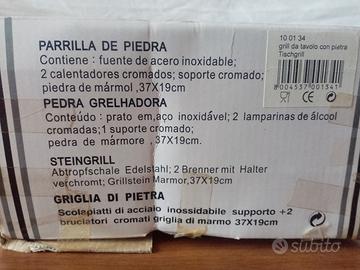 PARRILLA DE PIEDRA
Contiene : fuente de acero inoxidable;
2 calentadores cromados; soporte cromado;
piedra de mármol ,37X19cm
PEDRA GRELHADORA
Conteúdo : prato em,aço inoxidável; 2 lamparinas de álcool
cromadas;1 suporte cromado;
pedra de mármore ,37X19cm.
STEINGRILL
Abtropfschale Edelstahl; 2 Brenner mit Halter
verchromt; Grillstein Marmor,37X19cm
GRIGLIA DI PIETRA
Scolapiatti di acciaio inossidabile supporto +2
bruciatori cromati griglia di marmo 37X19cm
10 01 34
grill da tavolo con pietra
Tischgrill
8 004537 001341
subito